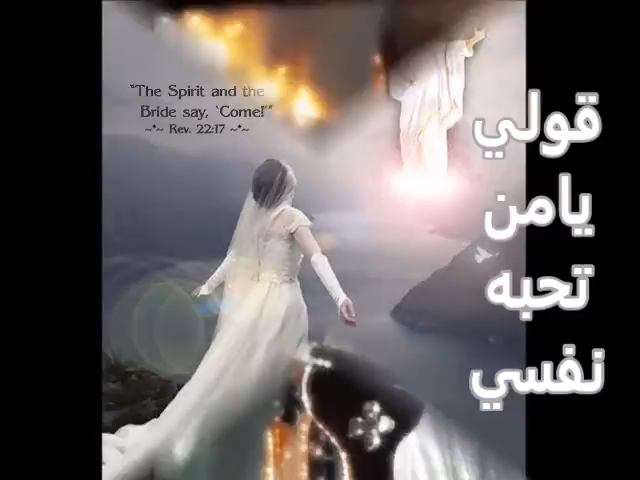 "The Spirit and the
Bride say, 'Come!'"
~*~ Rev. 22:17 ~*~
قولي
يامن
تحبه
نفسي